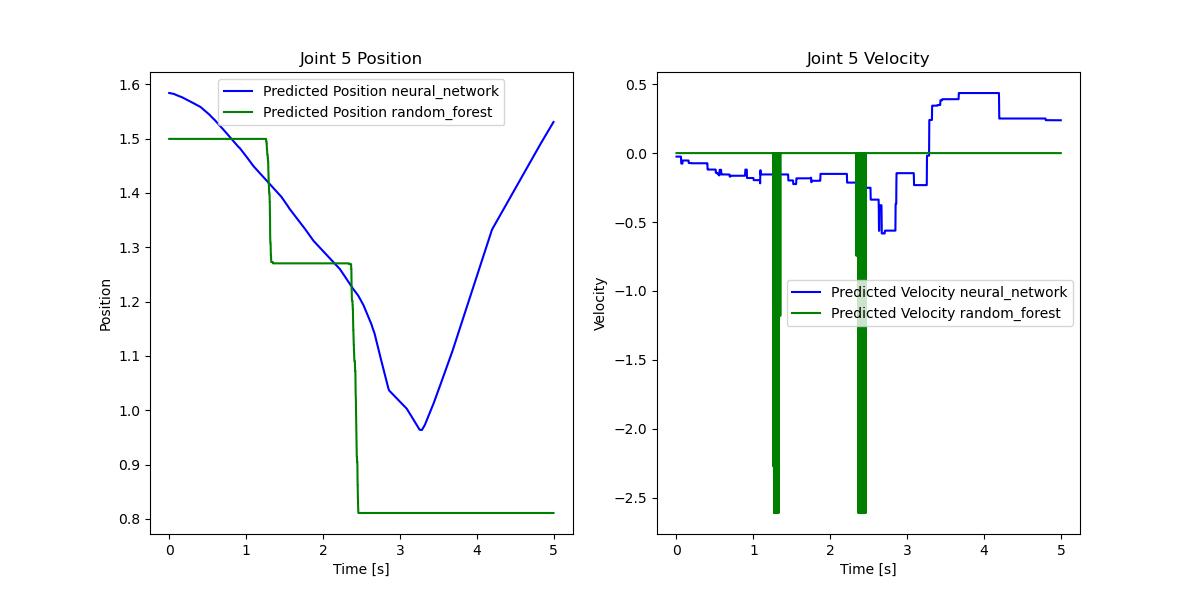 Joint 5 Position
Predicted Position neural_network
Predicted Position random_forest
1.6
1.5
1.4
1.3
1.2
1.1
1.0
0.9
0.8
Position
0 1 2 3 4 5
Time [s]
Joint 5 Velocity
Predicted Velocity neural_network
Predicted Velocity random_forest
0.5
0.0
−0.5
−1.0
−1.5
−2.0
−2.5
Velocity
0 1 2 3 4 5
Time [s]